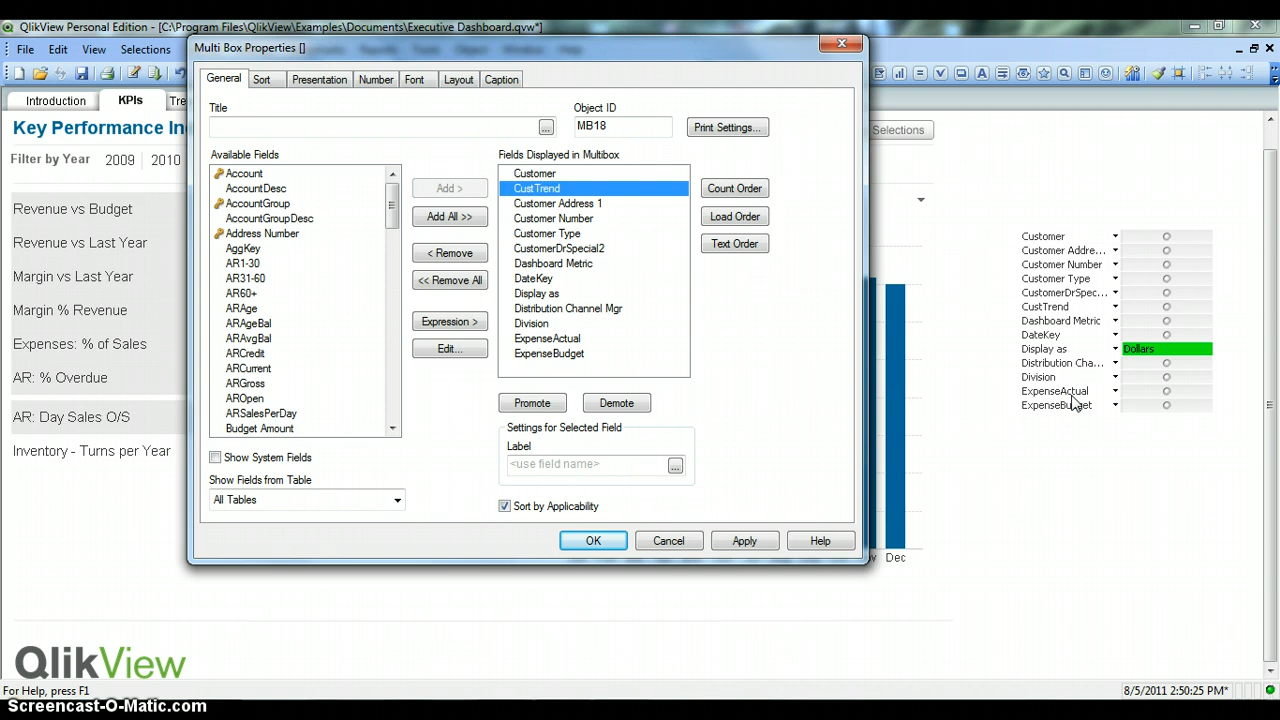 QlikView Personal Edition - [C:\Program Files\QlikView\Examples\Documents\Executive Dashboard.qvw*]
File Edit View Selections
Introduction KPIs Tre
Key Performance In
Filter by Year 2009 2010
Selections
Revenue vs Budget
Revenue vs Last Year
Margin vs Last Year
Margin % Revenue
Expenses: % of Sales
AR: % Overdue
AR: Day Sales O/S
Inventory - Turns per Year
Multi Box Properties []
General Sort Presentation Number Font Layout Caption
Title
Object ID
MB18
Print Settings...
Available Fields
Account
AccountDesc
AccountGroup
AccountGroupDesc
Address Number
AggKey
AR1-30
AR31-60
AR60+
ARAge
ARAgeBal
ARAvgBal
ARCredit
ARCurrent
ARGross
AROpen
ARSalesPerDay
Budget Amount
Show System Fields
Show Fields from Table
All Tables
Add >
Add All >>
< Remove
<< Remove All
Expression >
Edit...
Fields Displayed in Multibox
Customer
CustTrend
Customer Address 1
Customer Number
Customer Type
CustomerDrSpecial2
Dashboard Metric
DateKey
Display as
Distribution Channel Mgr
Division
ExpenseActual
ExpenseBudget
Count Order
Load Order
Text Order
Promote Demote
Settings for Selected Field
Label
<use field name> ...
Sort by Applicability
OK Cancel Apply Help
Dec
Customer
Customer Addre...
Customer Number
Customer Type
CustomerDrSpec...
CustTrend
Dashboard Metric
DateKey
Display as Dollars
Distribution Cha...
Division
ExpenseActual
ExpenseBudget
QlikView
For Help, press F1
8/5/2011 2:50:25 PM*
Screencast-O-Matic.com